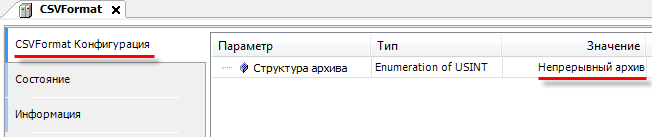 CSVFormat
CSVFormat Конфигурация
Состояние
Информация
Параметр Тип Значение
Структура архива Enumeration of USINT Непрерывный архив